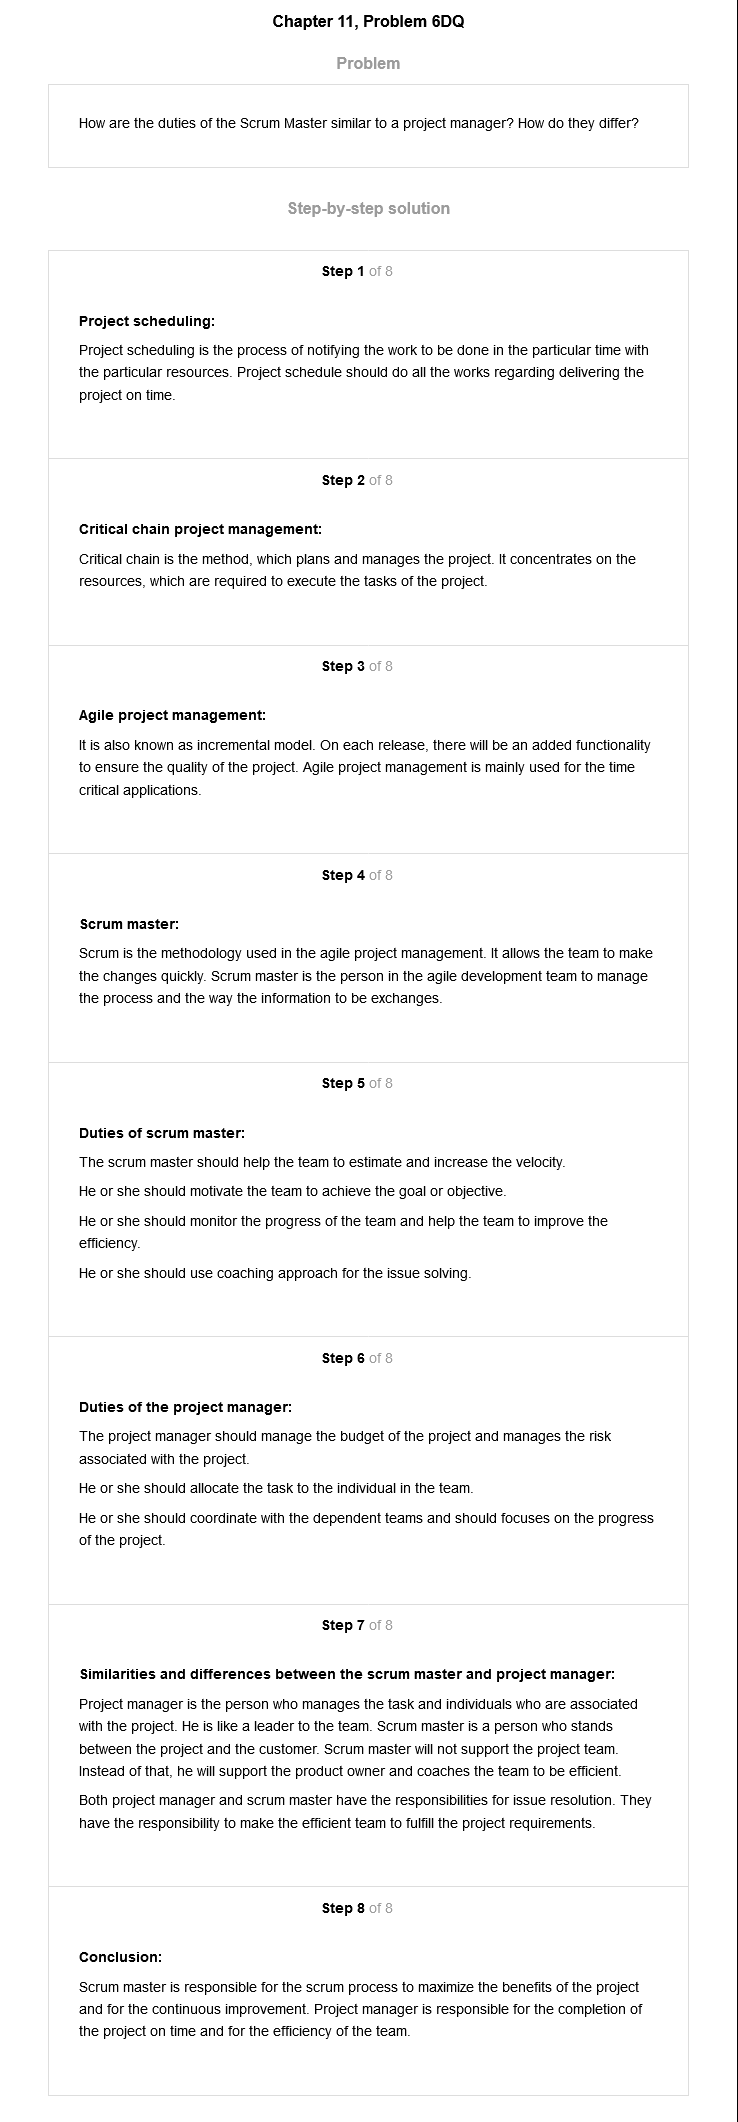 Chapter 11, Problem 6DQ
Problem
How are the duties of the Scrum Master similar to a project manager? How do they differ?
Step-by-step solution
Step 1 of 8
Project scheduling:
Project scheduling is the process of notifying the work to be done in the particular time with
the particular resources. Project schedule should do all the works regarding delivering the
project on time.
Step 2 of 8
Critical chain project management:
Critical chain is the method, which plans and manages the project. It concentrates on the
resources, which are required to execute the tasks of the project.
Step 3 of 8
Agile project management:
It is also known as incremental model. On each release, there will be an added functionality
to ensure the quality of the project. Agile project management is mainly used for the time
critical applications.
Step 4 of 8
Scrum master:
Scrum is the methodology used in the agile project management. It allows the team to make
the changes quickly. Scrum master is the person in the agile development team to manage
the process and the way the information to be exchanges.
Step 5 of 8
Duties of scrum master:
The scrum master should help the team to estimate and increase the velocity.
He or she should motivate the team to achieve the goal or objective.
He or she should monitor the progress of the team and help the team to improve the
efficiency.
He or she should use coaching approach for the issue solving.
Step 6 of 8
Duties of the project manager:
The project manager should manage the budget of the project and manages the risk
associated with the project.
He or she should allocate the task to the individual in the team.
He or she should coordinate with the dependent teams and should focuses on the progress
of the project.
Step 7 of 8
Similarities and differences between the scrum master and project manager:
Project manager is the person who manages the task and individuals who are associated
with the project. He is like a leader to the team. Scrum master is a person who stands
between the project and the customer. Scrum master will not support the project team.
Instead of that, he will support the product owner and coaches the team to be efficient.
Both project manager and scrum master have the responsibilities for issue resolution. They
have the responsibility to make the efficient team to fulfill the project requirements.
Step 8 of 8
Conclusion:
Scrum master is responsible for the scrum process to maximize the benefits of the project
and for the continuous improvement. Project manager is responsible for the completion of
the project on time and for the efficiency of the team.